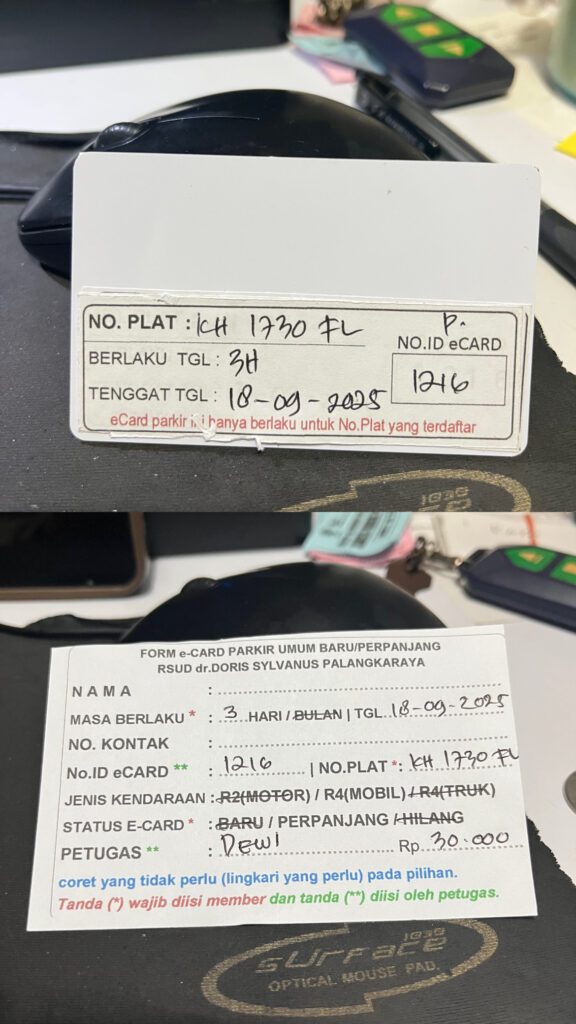 NO. PLAT : KH 1730 FL
P.
NO.ID eCARD
BERLAKU TGL : 3H
1216
TENGGAT TGL : 18-09-2025
eCard parkir ini hanya berlaku untuk No.Plat yang terdaftar
1030
FORM e-CARD PARKIR UMUM BARU/PERPANJANG
RSUD dr.DORIS SYLVANUS PALANGKARAYA
N A M A :
MASA BERLAKU * : 3 HARI / BULAN | TGL. 18-09-2025
NO. KONTAK :
No.ID eCARD ** : 1216 | NO.PLAT *: KH 1730 FL
JENIS KENDARAAN : R2(MOTOR) / R4(MOBIL) / R4(TRUK)
STATUS E-CARD * : BARU / PERPANJANG / HILANG
PETUGAS ** : DEWI Rp. 30.000
coret yang tidak perlu (lingkari yang perlu) pada pilihan.
Tanda (*) wajib diisi member dan tanda (**) diisi oleh petugas.
1030
surface
OPTICAL MOUSE PAD